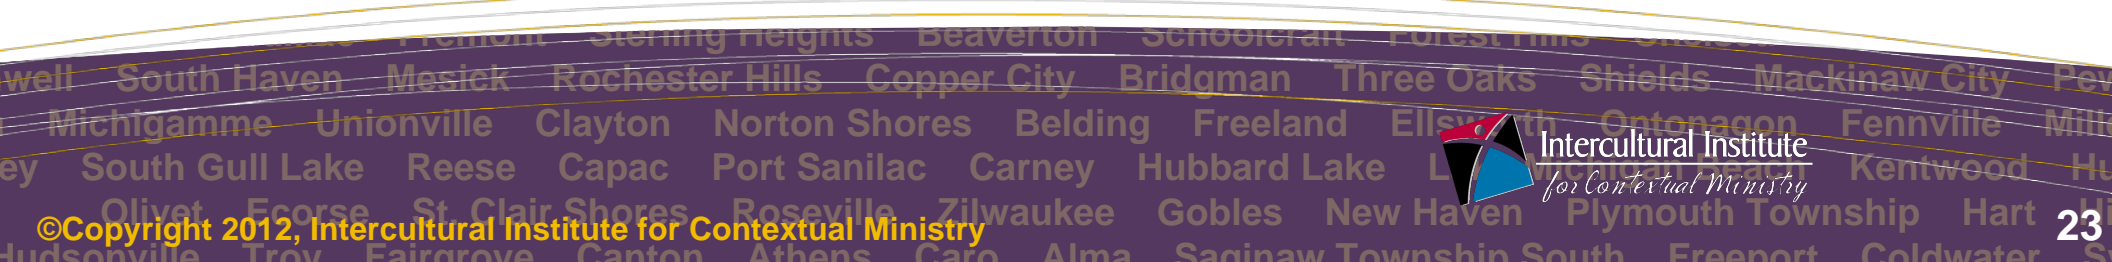 Fremont Sterling Heights Beaverton Schoolcraft Forest Hills
South Haven Mesick Rochester Hills Copper City Bridgman Three Oaks Shields Mackinaw City
Michigamme Unionville Clayton Norton Shores Belding Freeland Ontonagon Fennville
South Gull Lake Reese Capac Port Sanilac Carney Hubbard Lake Michigan Beach Kentwood
Intercultural Institute
for Contextual Ministry
Olivet Ecorse St. Clair Shores Roseville Zilwaukee Gobles New Haven Plymouth Township Hart
©Copyright 2012, Intercultural Institute for Contextual Ministry
23
Hudsonville Troy Fairgrove Canton Athens Caro Alma Saginaw Township South Freeport Coldwater